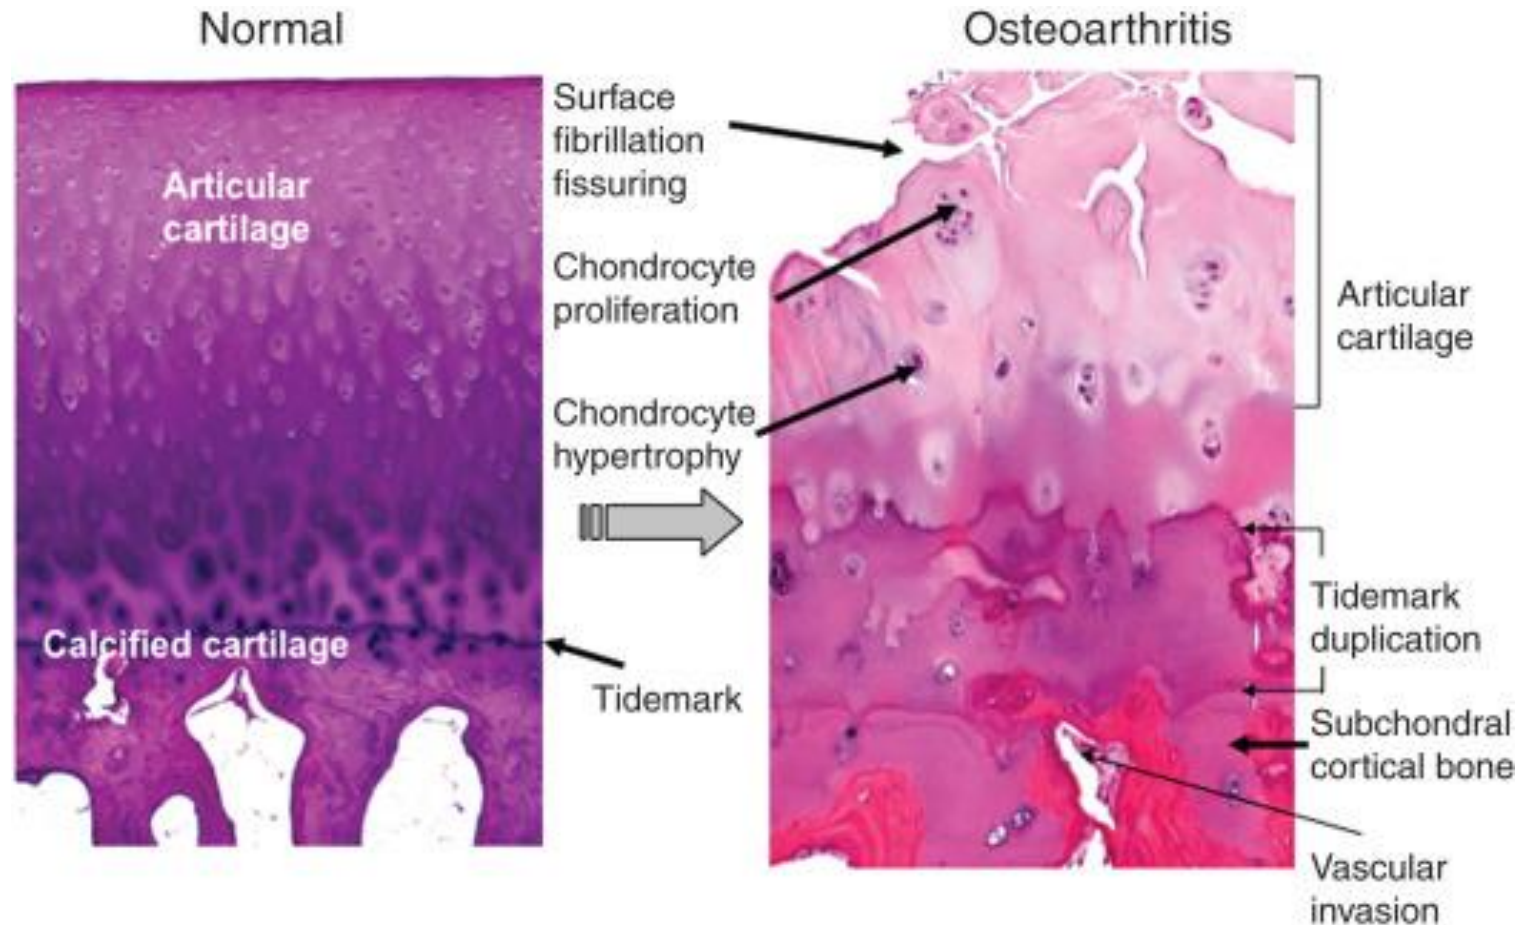 Normal
Osteoarthritis
Articular
cartilage
Calcified cartilage
Surface
fibrillation
fissuring
Chondrocyte
proliferation
Chondrocyte
hypertrophy
Tidemark
Articular
cartilage
Tidemark
duplication
Subchondral
cortical bone
Vascular
invasion